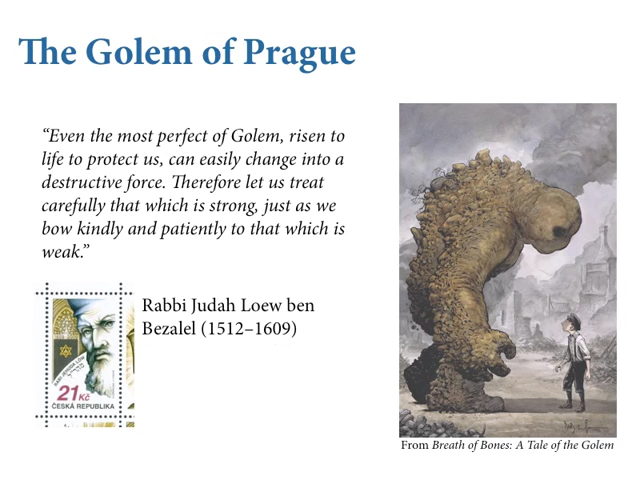 The Golem of Prague
“Even the most perfect of Golem, risen to
life to protect us, can easily change into a
destructive force. Therefore let us treat
carefully that which is strong, just as we
bow kindly and patiently to that which is
weak.”
Rabbi Judah Loew ben
Bezalel (1512–1609)
21 Kč
ČESKÁ REPUBLIKA
From Breath of Bones: A Tale of the Golem